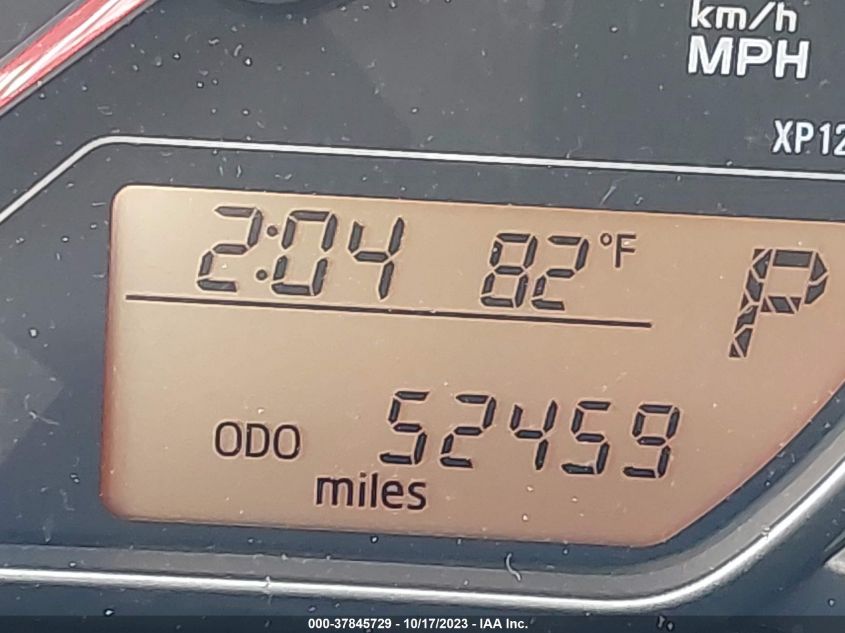 km/h
MPH
XP12
2:04 82°F P
ODO 52459
miles
000-37845729 - 10/17/2023 - IAA Inc.